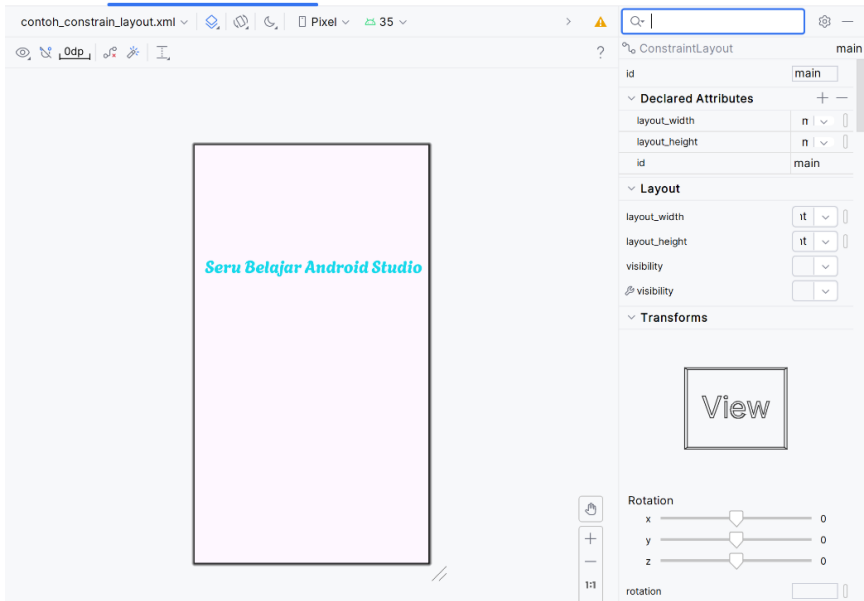 contoh_constrain_layout.xml Pixel 35
0dp
?
ConstraintLayout main
id main
Declared Attributes
layout_width
layout_height
id main
Layout
layout_width
layout_height
visibility
visibility
Transforms
Seru Belajar Android Studio
View
Rotation
x 0
y 0
z 0
rotation
1:1